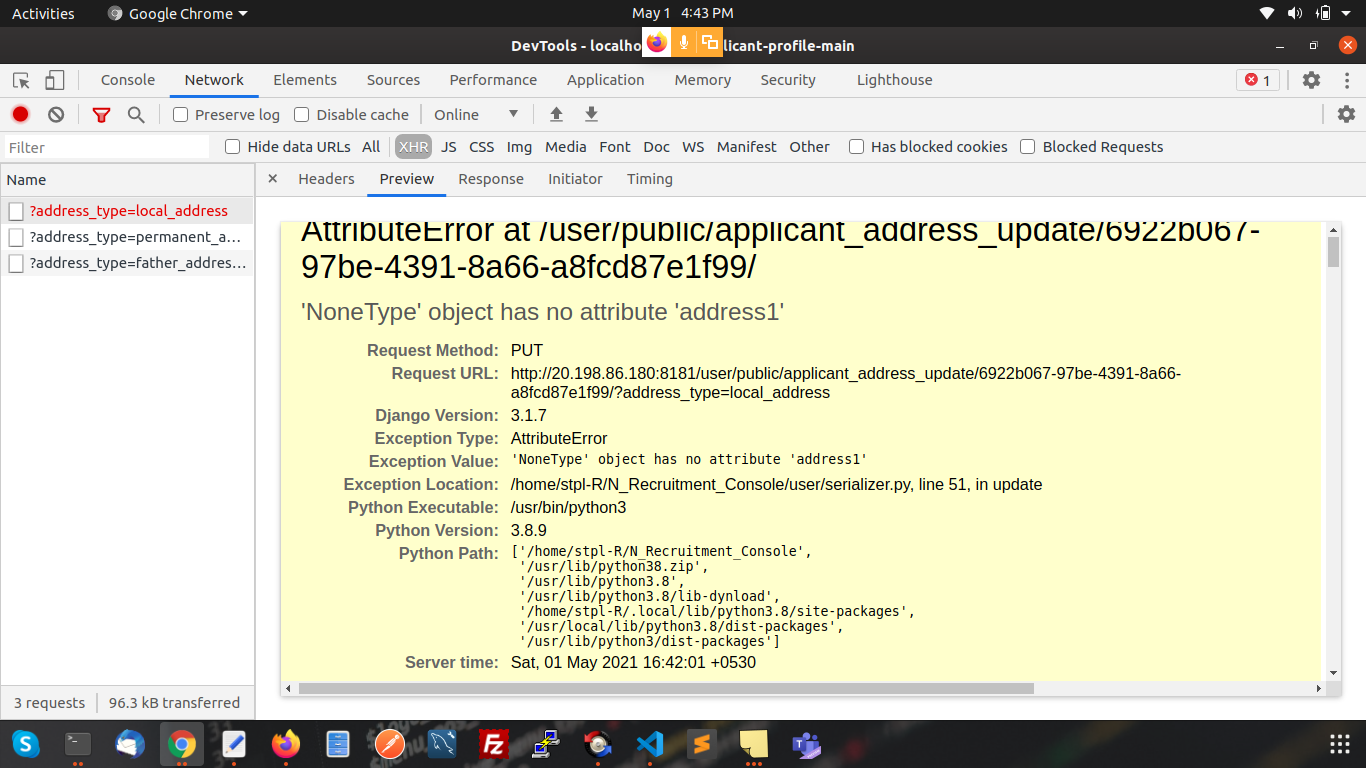 Activities
Google Chrome
May 1 4:43 PM
DevTools - localho
licant-profile-main
Console
Network
Elements
Sources
Performance
Application
Memory
Security
Lighthouse
1
Preserve log
Disable cache
Online
Filter
Hide data URLs
All
XHR
JS
CSS
Img
Media
Font
Doc
WS
Manifest
Other
Has blocked cookies
Blocked Requests
Name
× Headers
Preview
Response
Initiator
Timing
?address_type=local_address
?address_type=permanent_a…
?address_type=father_addres…
AttributeError at /user/public/applicant_address_update/6922b067-
97be-4391-8a66-a8fcd87e1f99/
'NoneType' object has no attribute 'address1'
Request Method: PUT
Request URL: http://20.198.86.180:8181/user/public/applicant_address_update/6922b067-97be-4391-8a66-
a8fcd87e1f99/?address_type=local_address
Django Version: 3.1.7
Exception Type: AttributeError
Exception Value: 'NoneType' object has no attribute 'address1'
Exception Location: /home/stpl-R/N_Recruitment_Console/user/serializer.py, line 51, in update
Python Executable: /usr/bin/python3
Python Version: 3.8.9
Python Path: ['/home/stpl-R/N_Recruitment_Console',
'/usr/lib/python38.zip',
'/usr/lib/python3.8',
'/usr/lib/python3.8/lib-dynload',
'/home/stpl-R/.local/lib/python3.8/site-packages',
'/usr/local/lib/python3.8/dist-packages',
'/usr/lib/python3/dist-packages']
Server time: Sat, 01 May 2021 16:42:01 +0530
3 requests
96.3 kB transferred